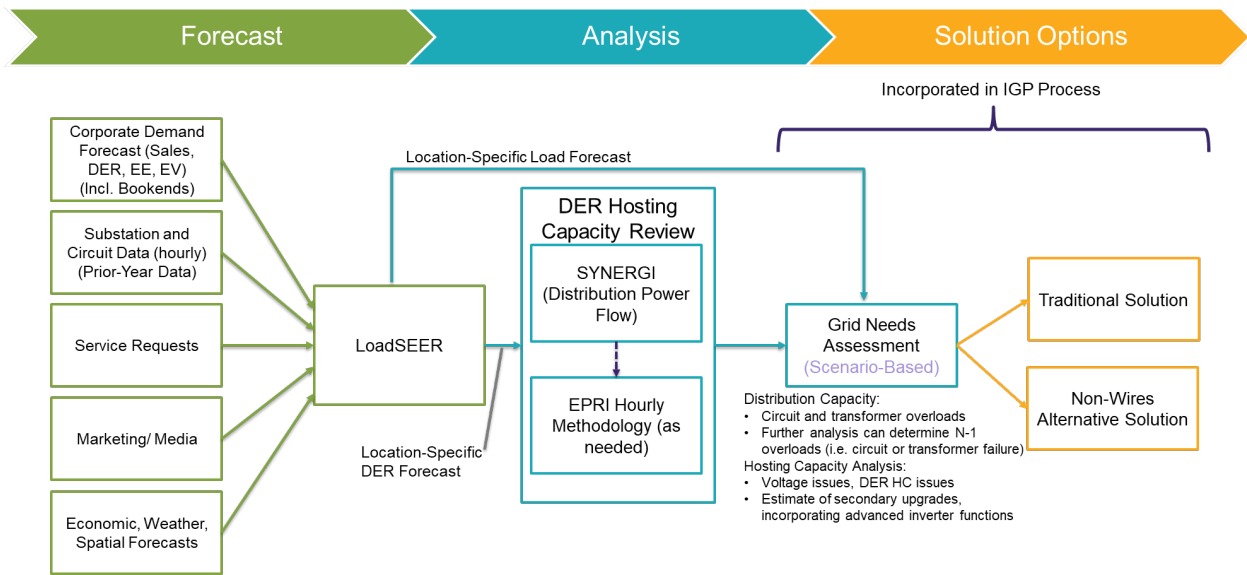 Forecast
Analysis
Solution Options
Incorporated in IGP Process
Corporate Demand
Forecast (Sales,
DER, EE, EV)
(Incl. Bookends)
Substation and
Circuit Data (hourly)
(Prior-Year Data)
Service Requests
Marketing/ Media
Economic, Weather,
Spatial Forecasts
LoadSEER
Location-Specific Load Forecast
Location-Specific
DER Forecast
DER Hosting
Capacity Review
SYNERGI
(Distribution Power
Flow)
EPRI Hourly
Methodology (as
needed)
Grid Needs
Assessment
(Scenario-Based)
Distribution Capacity:
• Circuit and transformer overloads
• Further analysis can determine N-1
overloads (i.e. circuit or transformer failure)
Hosting Capacity Analysis:
• Voltage issues, DER HC issues
• Estimate of secondary upgrades,
incorporating advanced inverter functions
Traditional Solution
Non-Wires
Alternative Solution